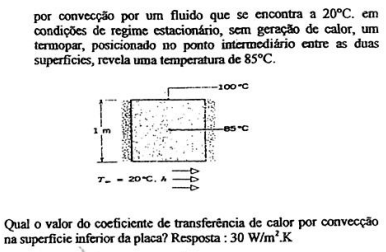 por convecção por um fluido que se encontra a 20°C. em
condições de regime estacionário, sem geração de calor, um
termopar, posicionado no ponto intermediário entre as duas
superfícies, revela uma temperatura de 85°C.
100°C
1 m
85°C
T∞ = 20°C. h
Qual o valor do coeficiente de transferência de calor por convecção
na superfície inferior da placa? Resposta : 30 W/m².K